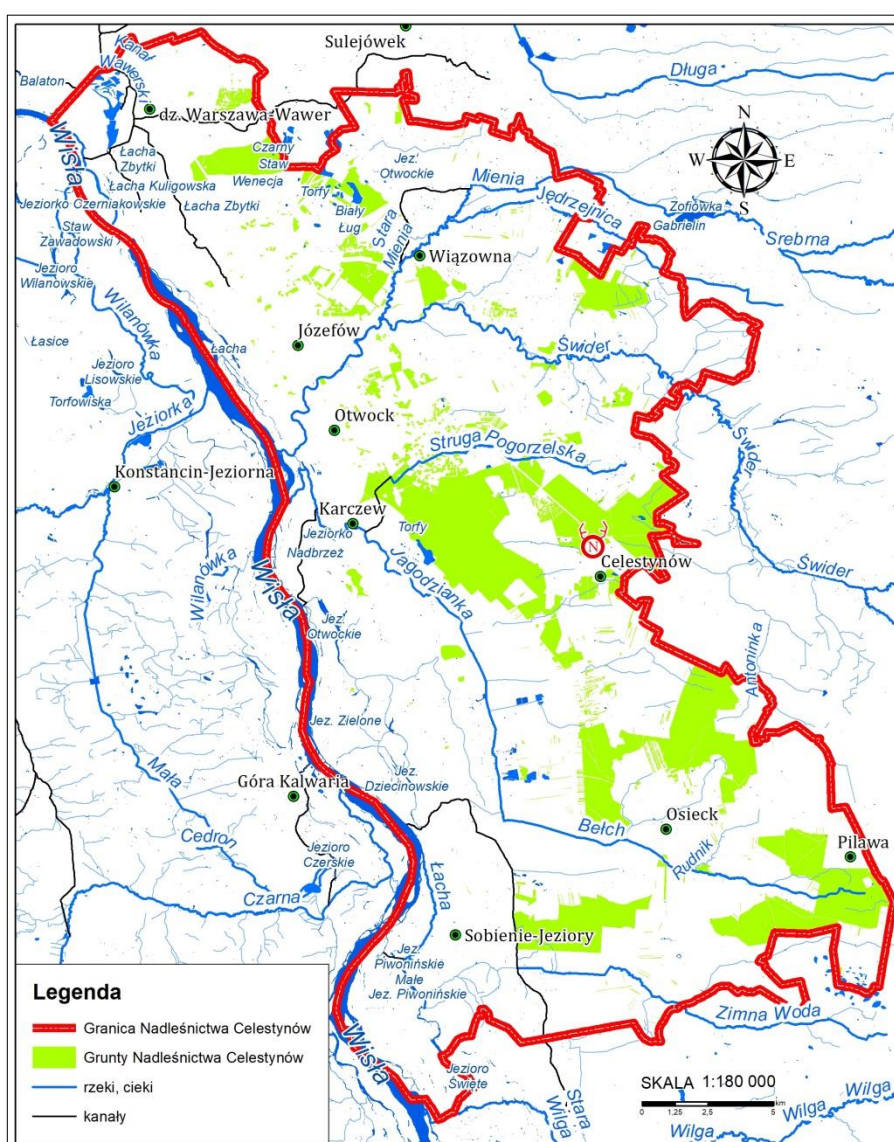 Sulejówek
Kanał
Wawerski
Balaton
Długa
dz. Warszawa-Wawer
N
W
E
S
Wisła
Łacha
Zbytki
Czarny
Staw
Wenecja
Jez.
Otwockie
Łacha Kuligowska
Torfy
Mienia
Jeziorko Czerniakowskie
Łacha Zbytki
Biały
Ług
Jędrzejnica
Żofiówka
Staw
Zawadowski
Stara
Mienia
Gabrielin
Srebrna
Wiązowna
Jezioro
Wilanowskie
Wilanówka
Łasice
Józefów
Świder
Łacha
Jezioro
Lisowskie
Torfowiska
Jeziorka
Otwock
Struga Pogorzelska
Świder
Konstancin-Jeziorna
Karczew
Jeziorko
Torfy
N
Nadbrzeż
Celestynów
Wilanówka
Wisła
Jagodzianka
Świder
Jez.
Otwockie
Antoninka
Jez. Zielone
Mała
Góra Kalwaria
Jez.
Dziecinowskie
Osieck
Bełch
Cedron
Pilawa
Jezioro
Czerskie
Rudnik
Czarna
Łacha
Sobienie-Jeziory
Jez.
Piwonińskie
Małe
Jez. Piwonińskie
Zimna Woda
Wisła
Jezioro
Święte
Stara
Wilga
Wilga
Wilga
Wilga
Wilga
Legenda
Granica Nadleśnictwa Celestynów
Grunty Nadleśnictwa Celestynów
rzeki, cieki
kanały
SKALA 1:180 000
0 1,25 2,5 5
km